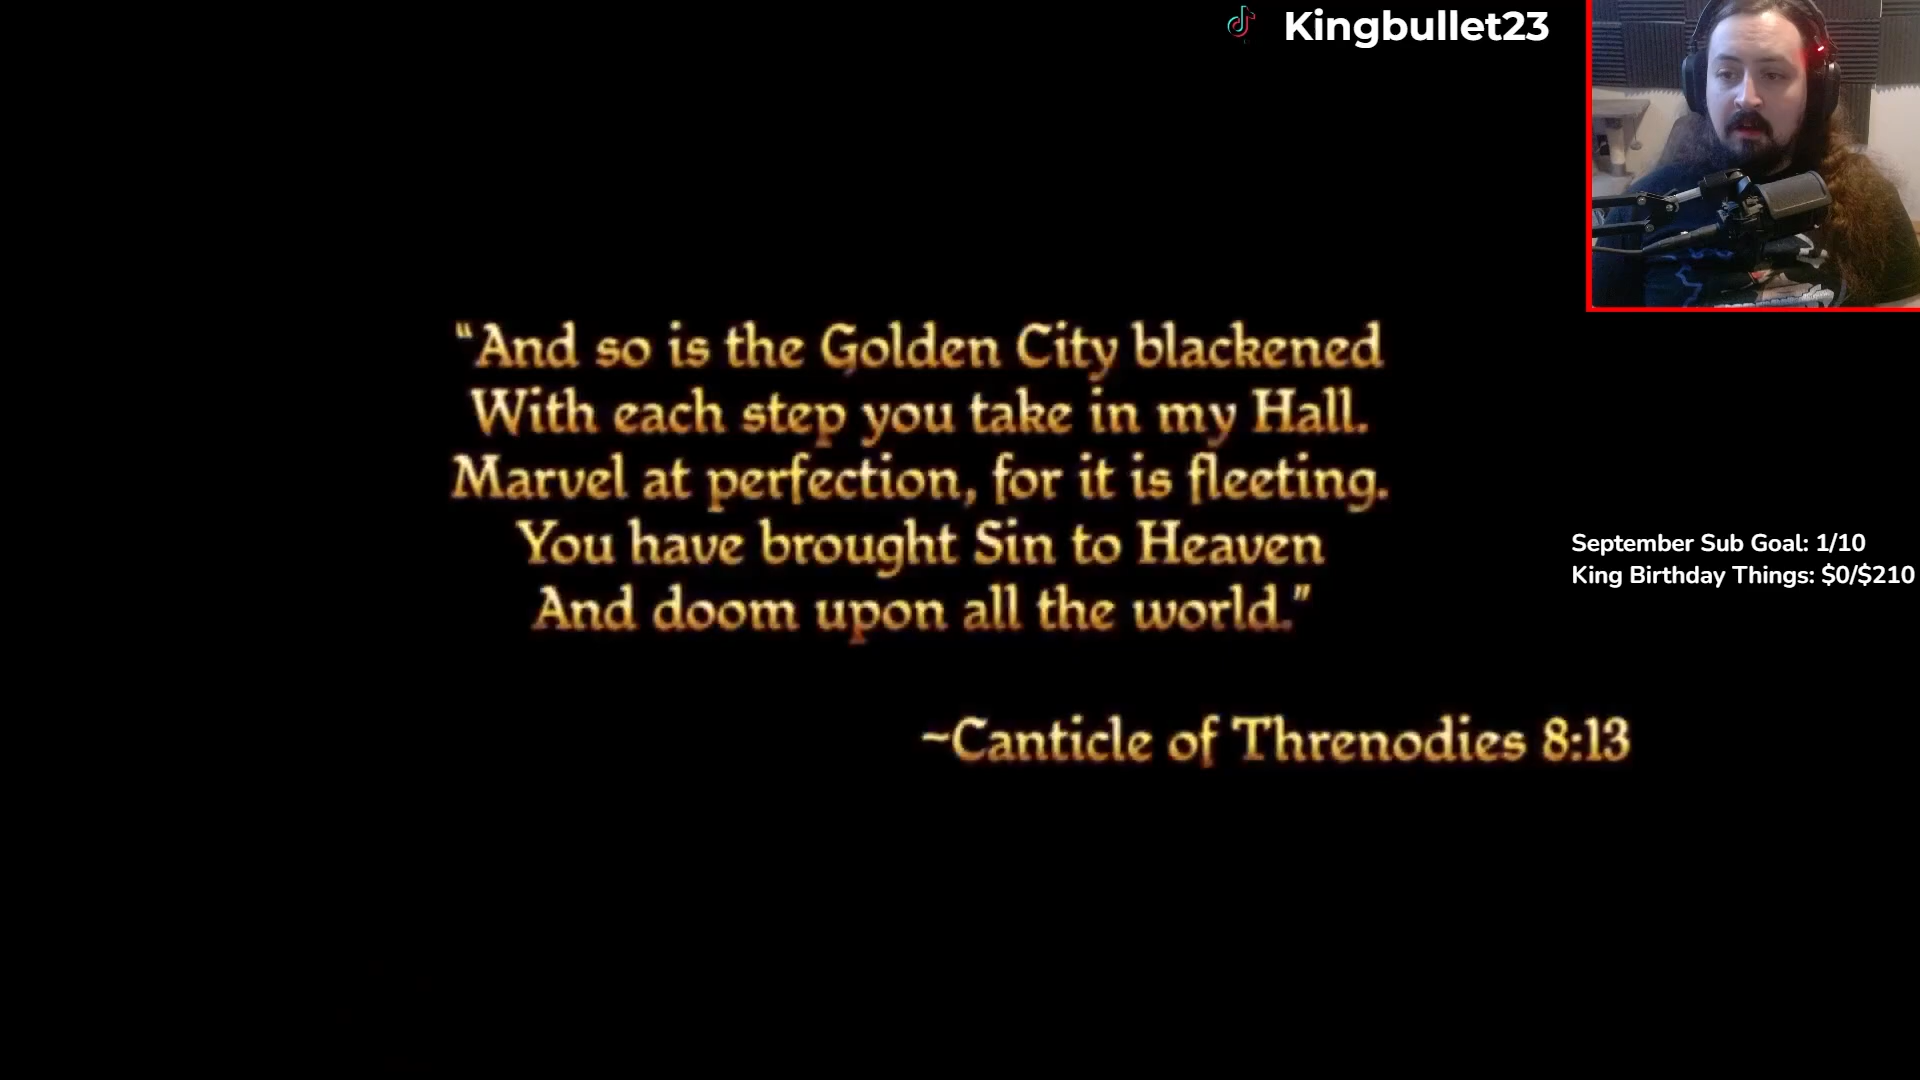 Kingbullet23
“And so is the Golden City blackened
With each step you take in my Hall.
Marvel at perfection, for it is fleeting.
You have brought Sin to Heaven
And doom upon all the world.”
~Canticle of Threnodies 8:13
September Sub Goal: 1/10
King Birthday Things: $0/$210